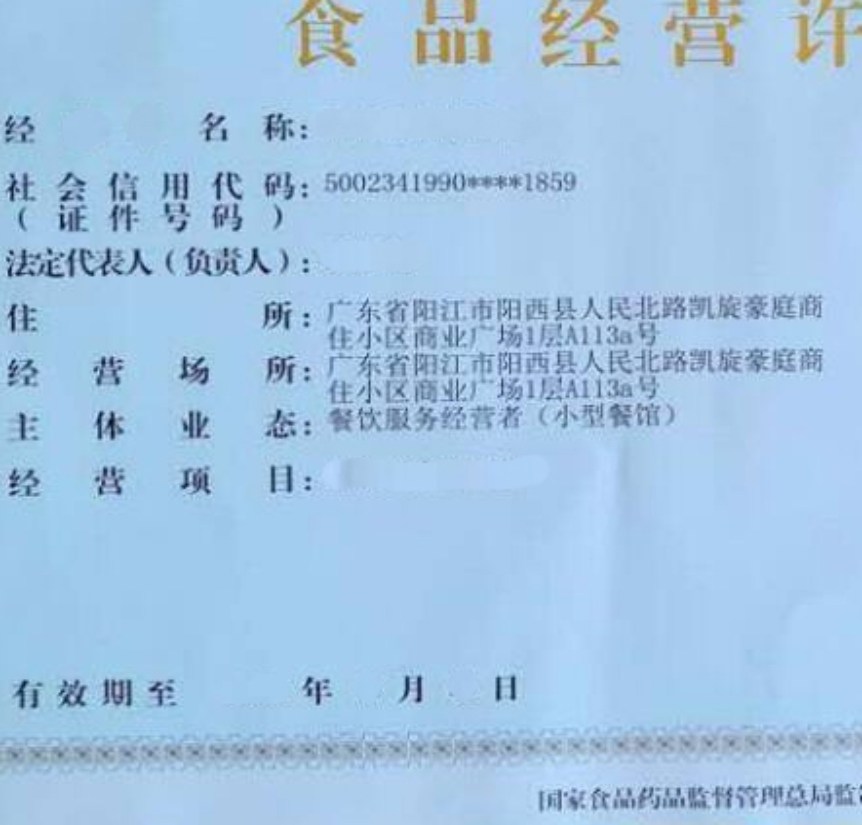 食品经营许
经 名 称：
社会信用代码：5002341990****1859
（证件号码）
法定代表人（负责人）：
住 所：广东省阳江市阳西县人民北路凯旋豪庭商
住小区商业广场1层A113a号
经营场所：广东省阳江市阳西县人民北路凯旋豪庭商
住小区商业广场1层A113a号
主体业态：餐饮服务经营者（小型餐馆）
经营项目：
有效期至 年 月 日
国家食品药品监督管理总局监